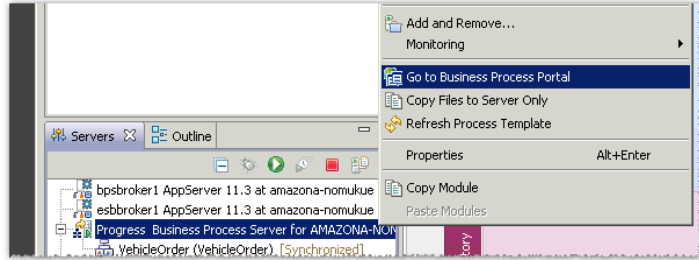 Add and Remove...
Monitoring
Go to Business Process Portal
Copy Files to Server Only
Refresh Process Template
Properties Alt+Enter
Copy Module
Paste Modules
Servers Outline
bpsbroker1 AppServer 11.3 at amazona-nomukue
esbbroker1 AppServer 11.3 at amazona-nomukue
Progress Business Process Server for AMAZONA-NOM
VehicleOrder (VehicleOrder) [Synchronized]